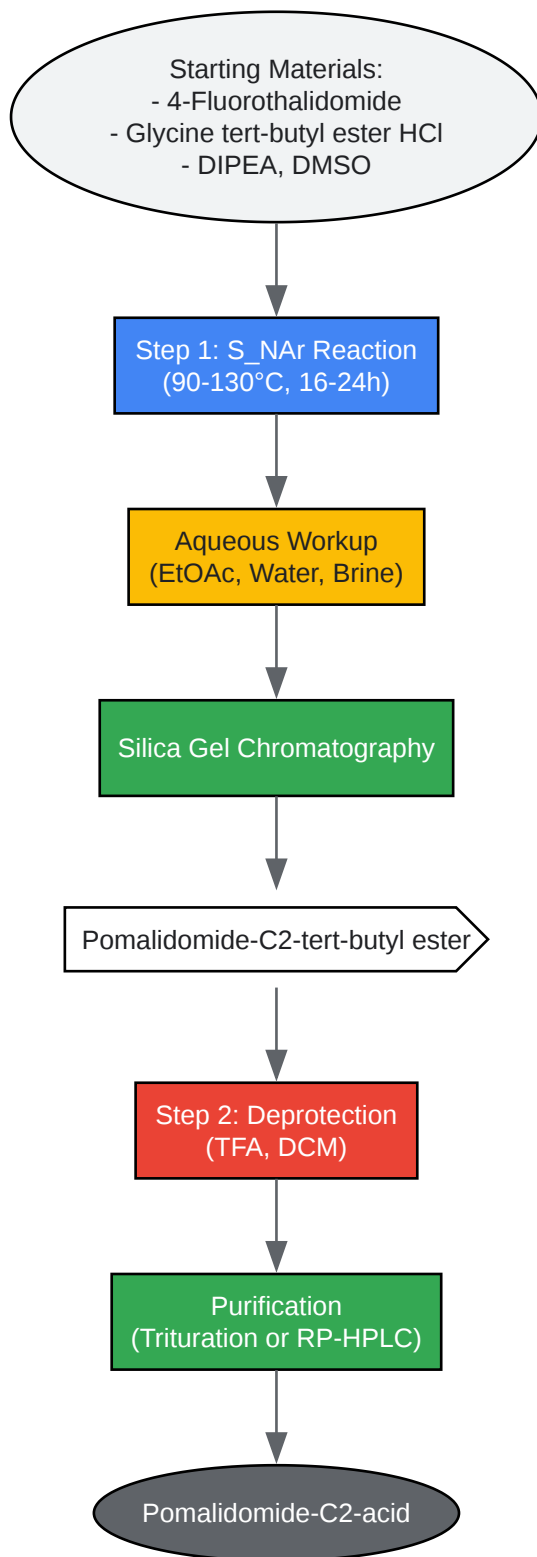 Starting Materials:
- 4-Fluorothalidomide
- Glycine tert-butyl ester HCl
- DIPEA, DMSO
Step 1: S_NAr Reaction
(90-130°C, 16-24h)
Aqueous Workup
(EtOAc, Water, Brine)
Silica Gel Chromatography
Pomalidomide-C2-tert-butyl ester
Step 2: Deprotection
(TFA, DCM)
Purification
(Trituration or RP-HPLC)
Pomalidomide-C2-acid